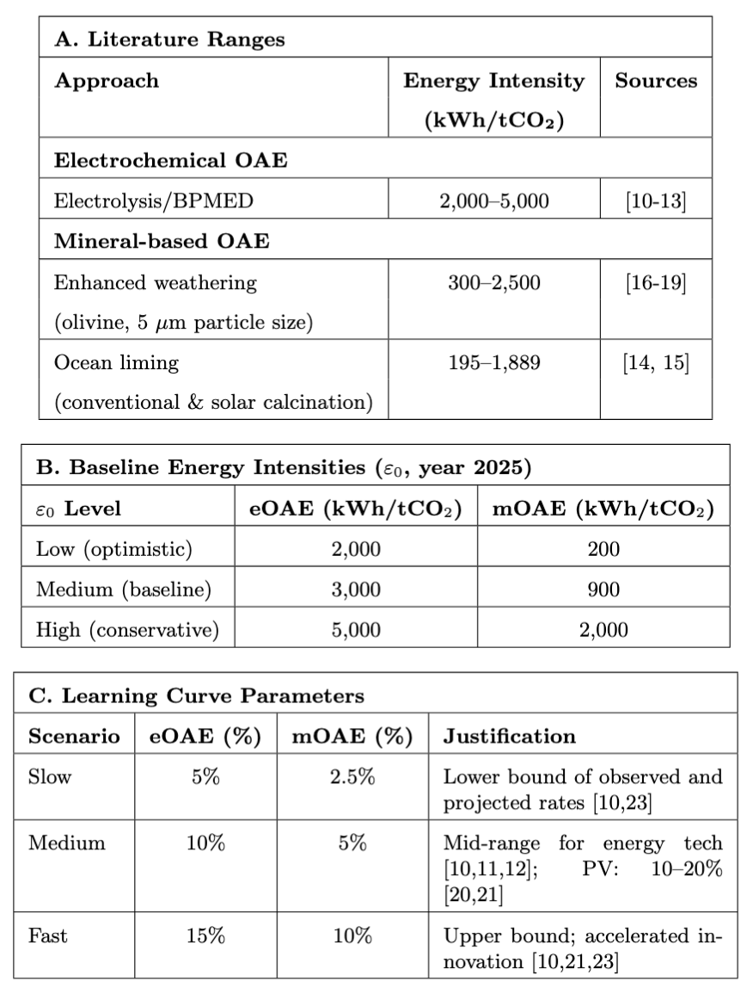 A. Literature Ranges
Approach Energy Intensity Sources
(kWh/tCO₂)
Electrochemical OAE
Electrolysis/BPMED 2,000–5,000 [10-13]
Mineral-based OAE
Enhanced weathering 300–2,500 [16-19]
(olivine, 5 μm particle size)
Ocean liming 195–1,889 [14, 15]
(conventional & solar calcination)
B. Baseline Energy Intensities (ε₀, year 2025)
ε₀ Level eOAE (kWh/tCO₂) mOAE (kWh/tCO₂)
Low (optimistic) 2,000 200
Medium (baseline) 3,000 900
High (conservative) 5,000 2,000
C. Learning Curve Parameters
Scenario eOAE (%) mOAE (%) Justification
Slow 5% 2.5% Lower bound of observed and
projected rates [10,23]
Medium 10% 5% Mid-range for energy tech
[10,11,12]; PV: 10–20%
[20,21]
Fast 15% 10% Upper bound; accelerated in-
novation [10,21,23]